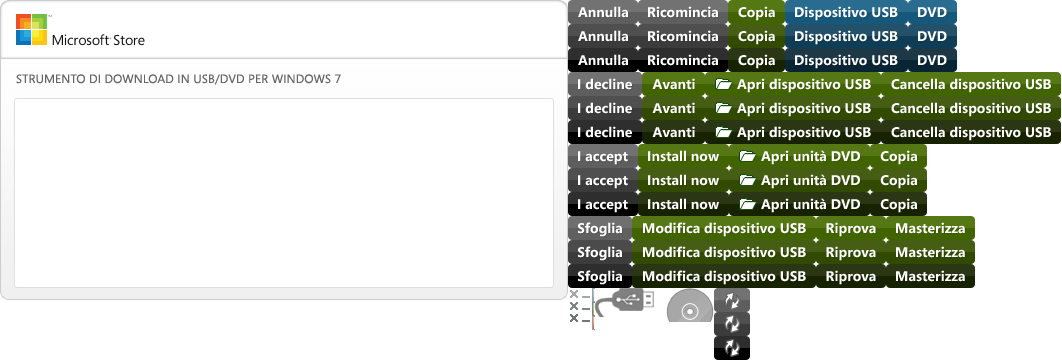 Microsoft Store
STRUMENTO DI DOWNLOAD IN USB/DVD PER WINDOWS 7
Annulla Ricomincia Copia Dispositivo USB DVD
Annulla Ricomincia Copia Dispositivo USB DVD
Annulla Ricomincia Copia Dispositivo USB DVD
I decline Avanti Apri dispositivo USB Cancella dispositivo USB
I decline Avanti Apri dispositivo USB Cancella dispositivo USB
I decline Avanti Apri dispositivo USB Cancella dispositivo USB
I accept Install now Apri unità DVD Copia
I accept Install now Apri unità DVD Copia
I accept Install now Apri unità DVD Copia
Sfoglia Modifica dispositivo USB Riprova Masterizza
Sfoglia Modifica dispositivo USB Riprova Masterizza
Sfoglia Modifica dispositivo USB Riprova Masterizza